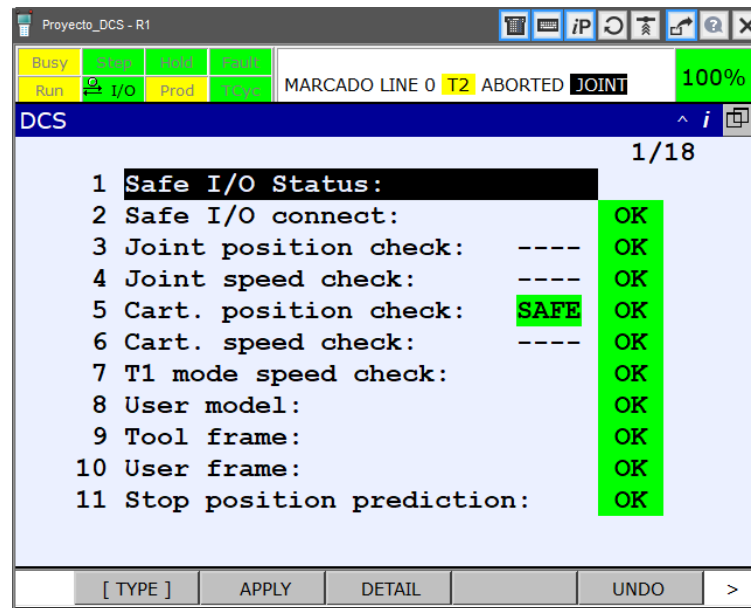 Proyecto_DCS - R1
iP
Busy Step Hold Fault
Run I/O Prod TCyc
MARCADO LINE 0 T2 ABORTED JOINT
100%
DCS
i
1/18
1 Safe I/O Status:
2 Safe I/O connect: OK
3 Joint position check: ---- OK
4 Joint speed check: ---- OK
5 Cart. position check: SAFE OK
6 Cart. speed check: ---- OK
7 T1 mode speed check: OK
8 User model: OK
9 Tool frame: OK
10 User frame: OK
11 Stop position prediction: OK
[ TYPE ] APPLY DETAIL UNDO >